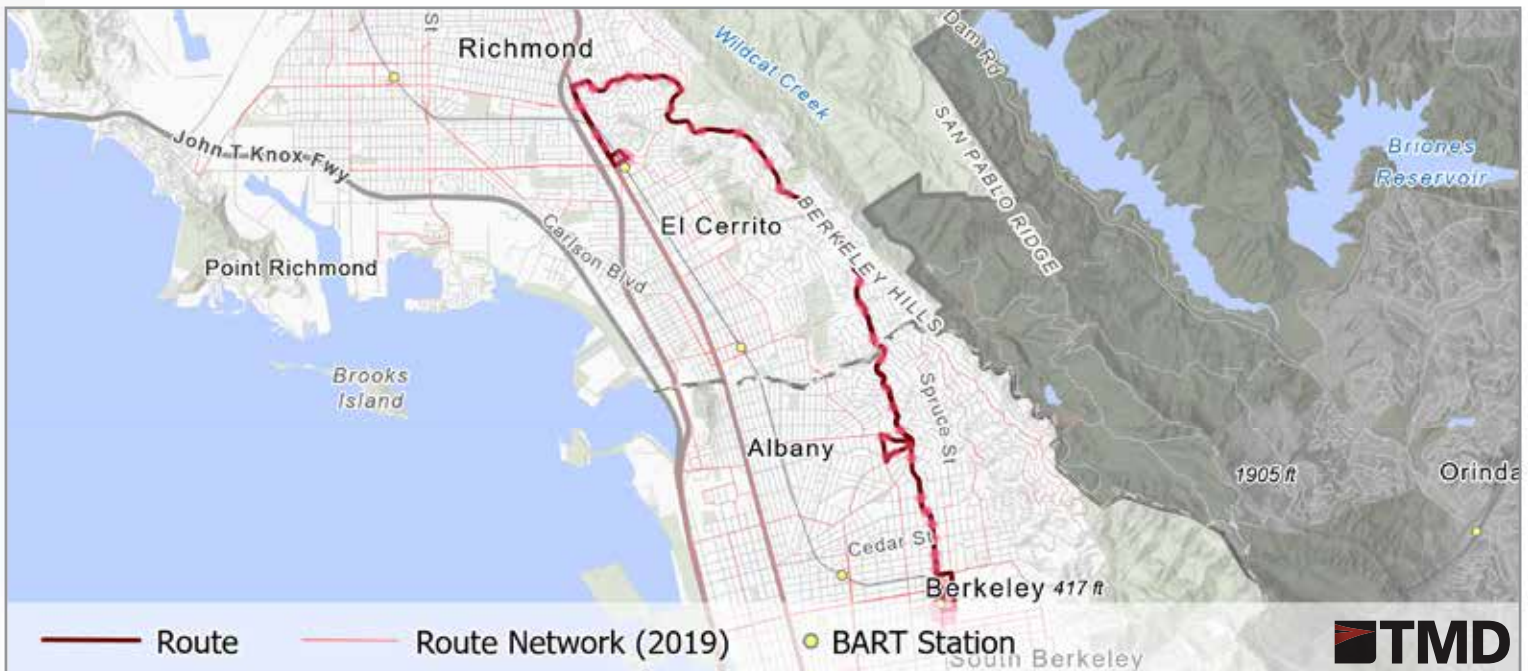 St
Dam Rd
Richmond
Wildcat Creek
John T Knox Fwy
SAN PABLO RIDGE
Briones
Reservoir
BERKELEY HILLS
El Cerrito
Carlson Blvd
Point Richmond
Brooks
Island
Spruce St
Albany
1905 ft
Orinda
Cedar St
Berkeley 417 ft
Route
Route Network (2019)
BART Station
South Berkeley
TMD